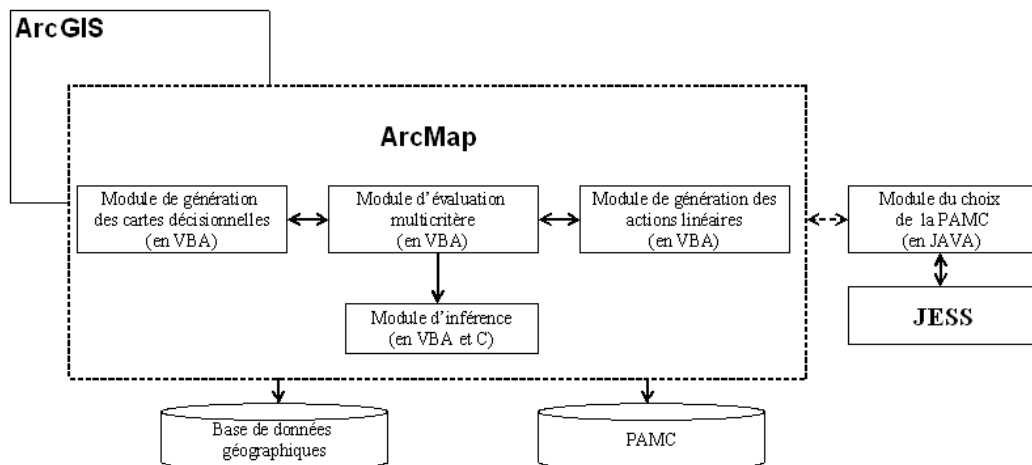 ArcGIS
ArcMap
Module de génération
des cartes décisionnelles
(en VBA)
Module d'évaluation
multicritère
(en VBA)
Module de génération des
actions linéaires
(en VBA)
Module du choix
de la PAMC
(en JAVA)
Module d'inférence
(en VBA et C)
JESS
Base de données
géographiques
PAMC